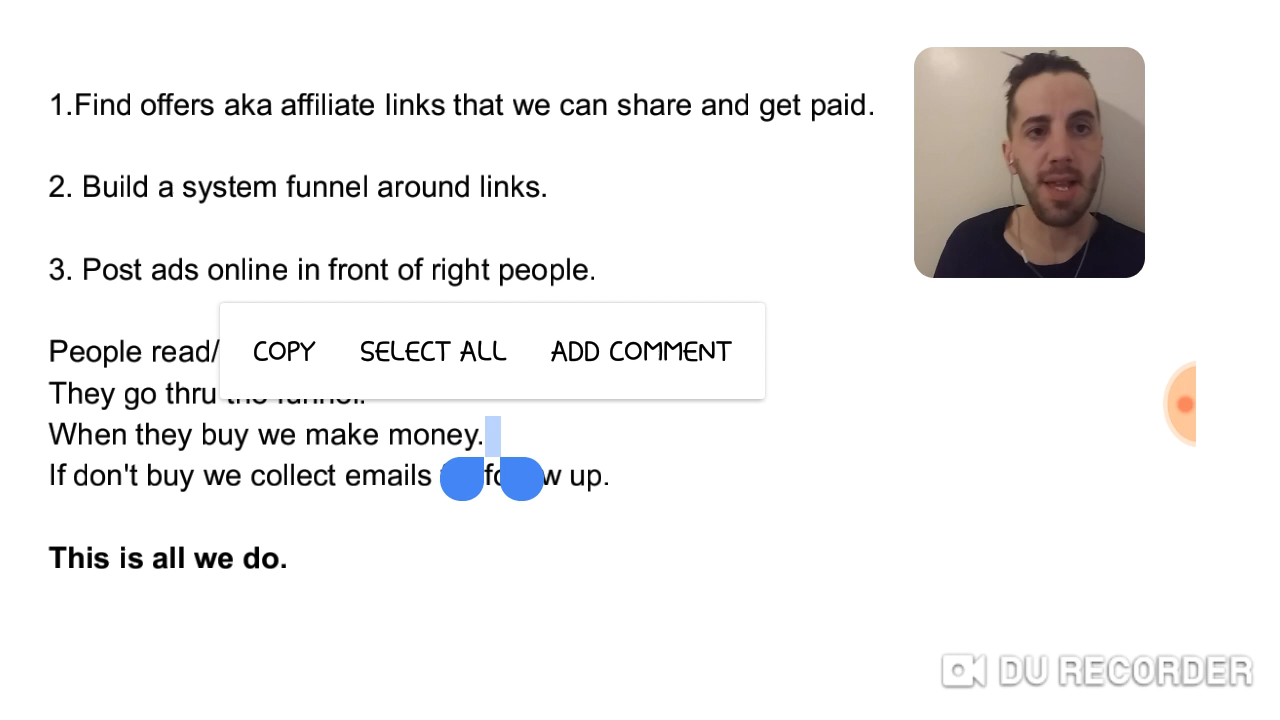 1.Find offers aka affiliate links that we can share and get paid.
2. Build a system funnel around links.
3. Post ads online in front of right people.
People read/
COPY SELECT ALL ADD COMMENT
They go thru
When they buy we make money.
If don't buy we collect emails up.
This is all we do.
DU RECORDER